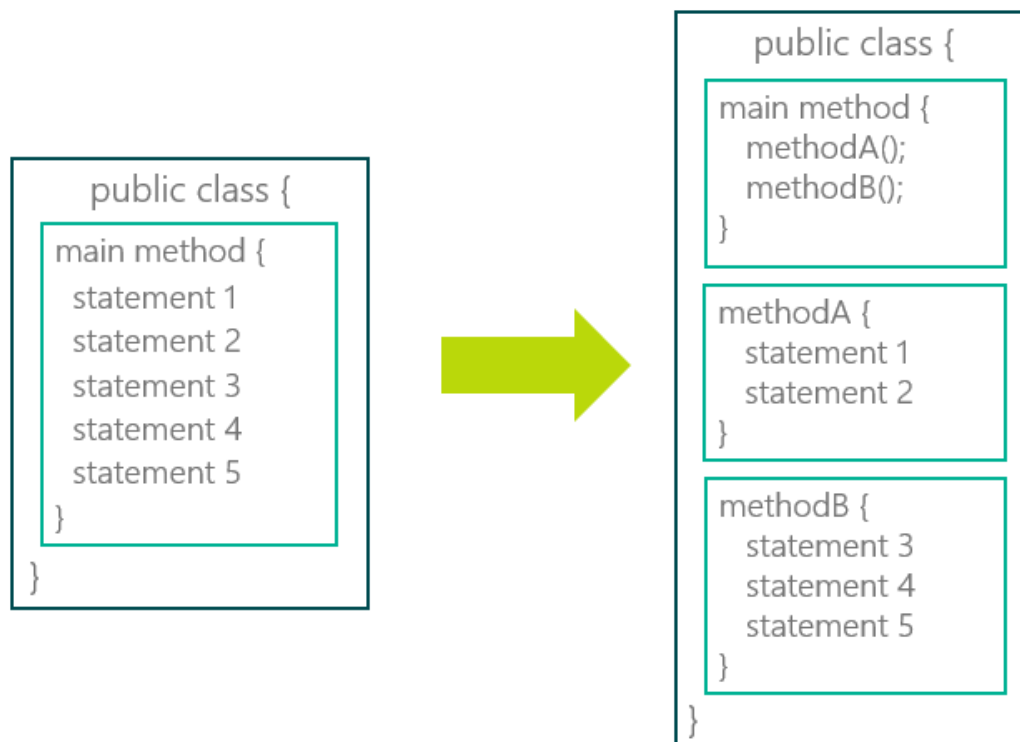 public class {
main method {
statement 1
statement 2
statement 3
statement 4
statement 5
}
}
public class {
main method {
methodA();
methodB();
}
methodA {
statement 1
statement 2
}
methodB {
statement 3
statement 4
statement 5
}
}